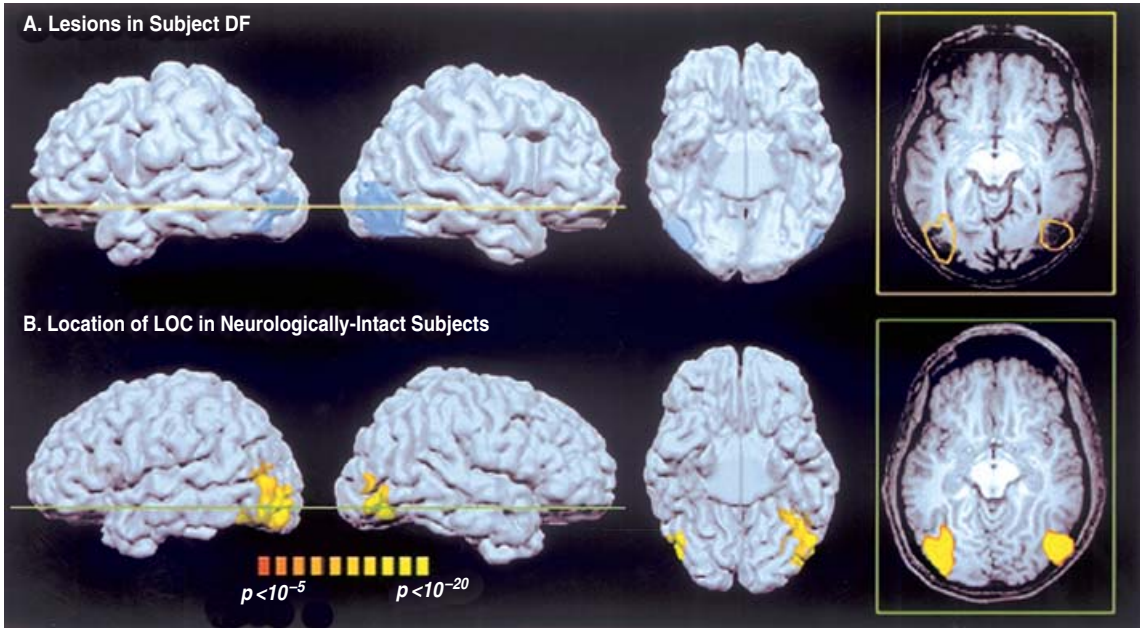 A. Lesions in Subject DF
B. Location of LOC in Neurologically-Intact Subjects
p<10⁻⁵ p<10⁻²⁰